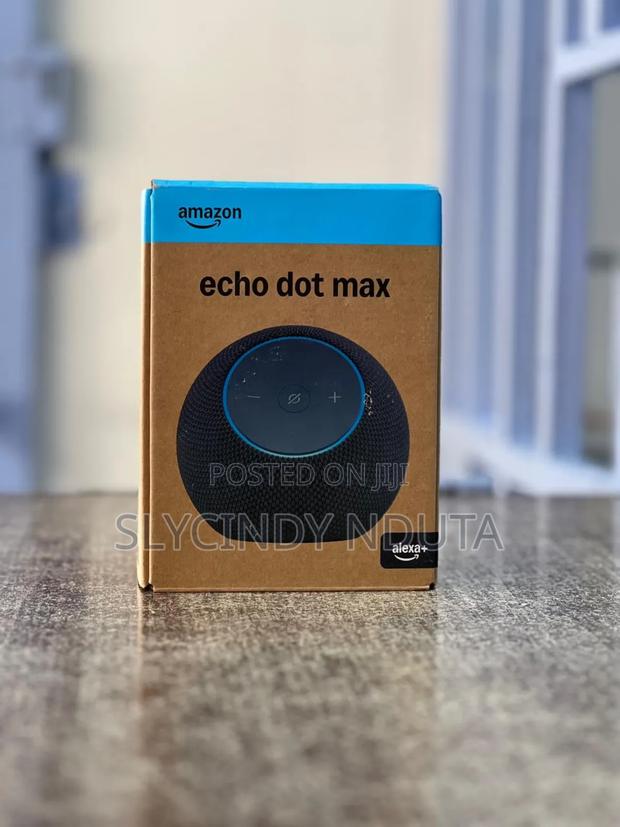 amazon
echo dot max
POSTED ON JIJI
SLYCINDY NDUTA
alexa+